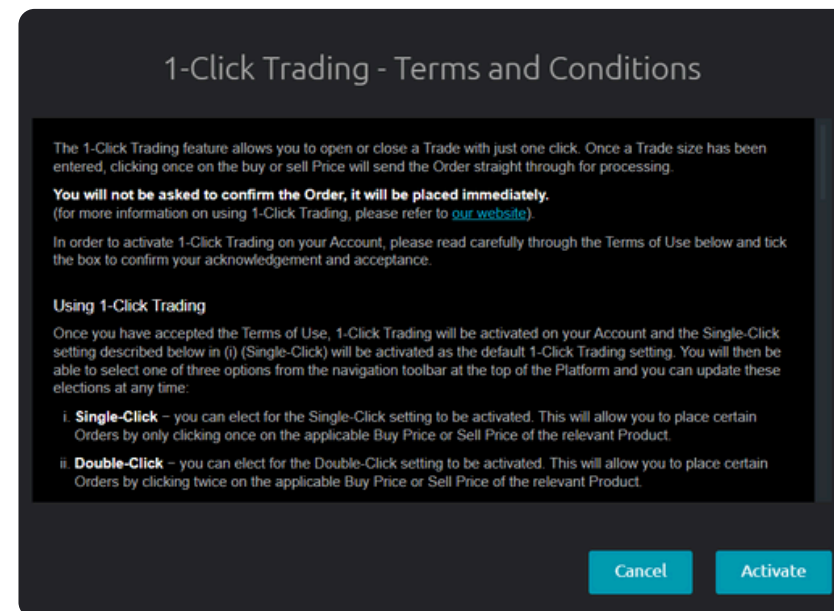 1-Click Trading - Terms and Conditions
The 1-Click Trading feature allows you to open or close a Trade with just one click. Once a Trade size has been
entered, clicking once on the buy or sell Price will send the Order straight through for processing.
You will not be asked to confirm the Order, it will be placed immediately.
(for more information on using 1-Click Trading, please refer to our website).
In order to activate 1-Click Trading on your Account, please read carefully through the Terms of Use below and tick
the box to confirm your acknowledgement and acceptance.
Using 1-Click Trading
Once you have accepted the Terms of Use, 1-Click Trading will be activated on your Account and the Single-Click
setting described below in (i) (Single-Click) will be activated as the default 1-Click Trading setting. You will then be
able to select one of three options from the navigation toolbar at the top of the Platform and you can update these
elections at any time:
i. Single-Click – you can elect for the Single-Click setting to be activated. This will allow you to place certain
Orders by only clicking once on the applicable Buy Price or Sell Price of the relevant Product.
ii. Double-Click – you can elect for the Double-Click setting to be activated. This will allow you to place certain
Orders by clicking twice on the applicable Buy Price or Sell Price of the relevant Product.
Cancel Activate